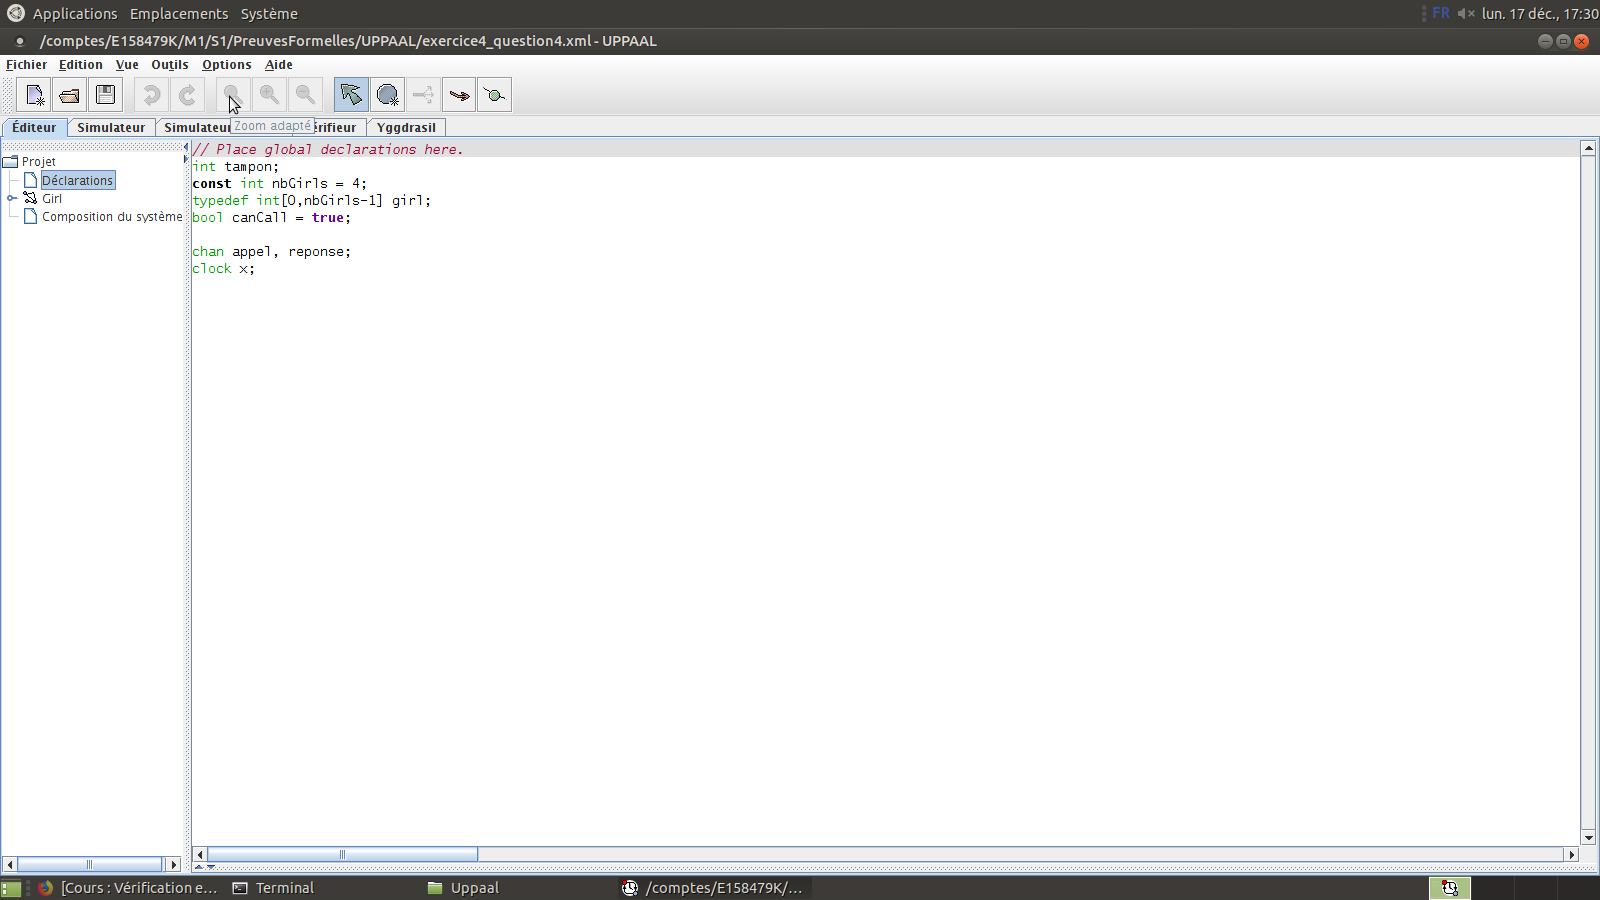 Applications Emplacements Système FR lun. 17 déc., 17:30
/comptes/E158479K/M1/S1/PreuvesFormelles/UPPAAL/exercice4_question4.xml - UPPAAL
Fichier Edition Vue Outils Options Aide
Éditeur Simulateur Simulateur érifieur Yggdrasil
Zoom adapté
Projet
Déclarations
Girl
Composition du système
// Place global declarations here.
int tampon;
const int nbGirls = 4;
typedef int[0,nbGirls-1] girl;
bool canCall = true;
chan appel, reponse;
clock x;
[Cours : Vérification e... Terminal Uppaal /comptes/E158479K/...